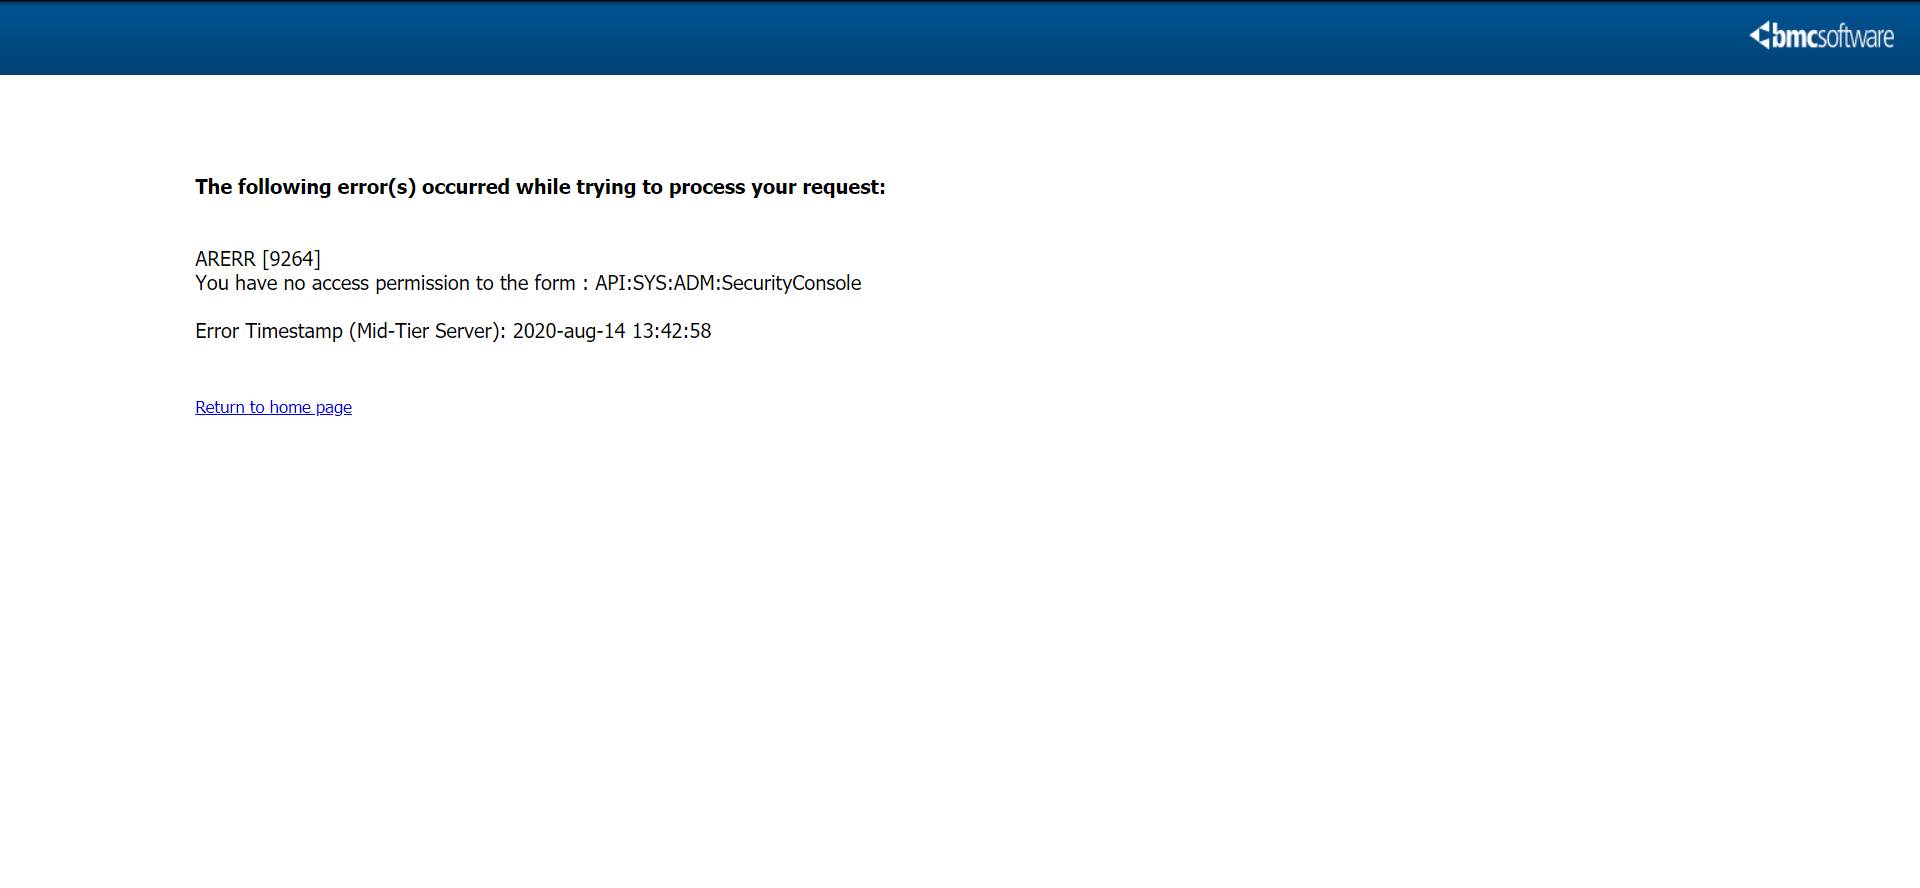 bmcsoftware
The following error(s) occurred while trying to process your request:
ARERR [9264]
You have no access permission to the form : API:SYS:ADM:SecurityConsole
Error Timestamp (Mid-Tier Server): 2020-aug-14 13:42:58
Return to home page